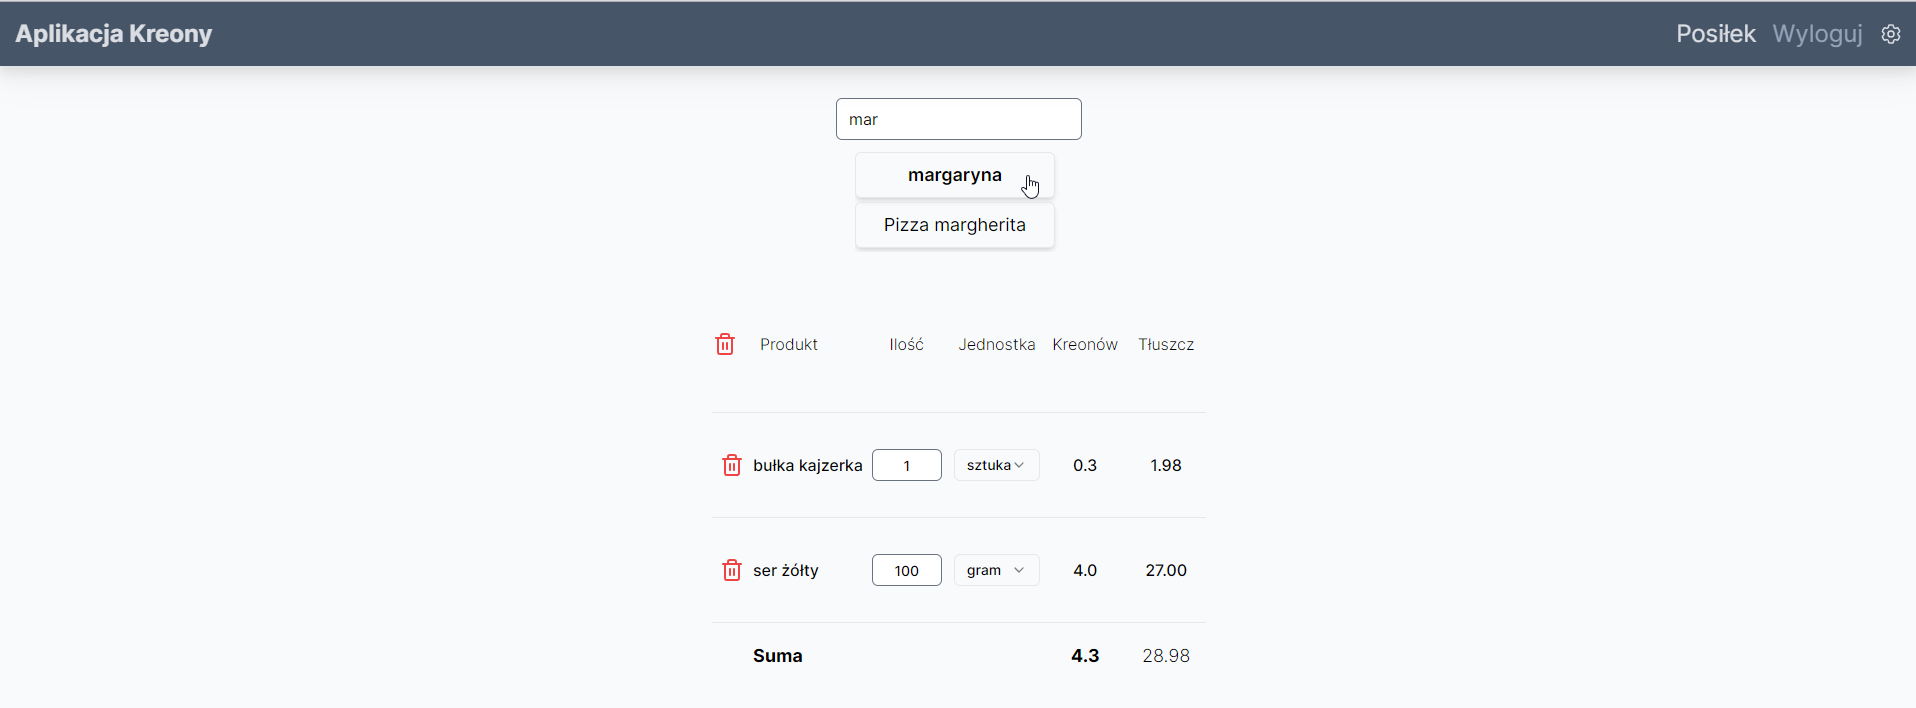 Aplikacja Kreony Posiłek Wyloguj
mar
margaryna
Pizza margherita
Produkt Ilość Jednostka Kreonów Tłuszcz
bułka kajzerka 1 sztuka 0.3 1.98
ser żółty 100 gram 4.0 27.00
Suma 4.3 28.98